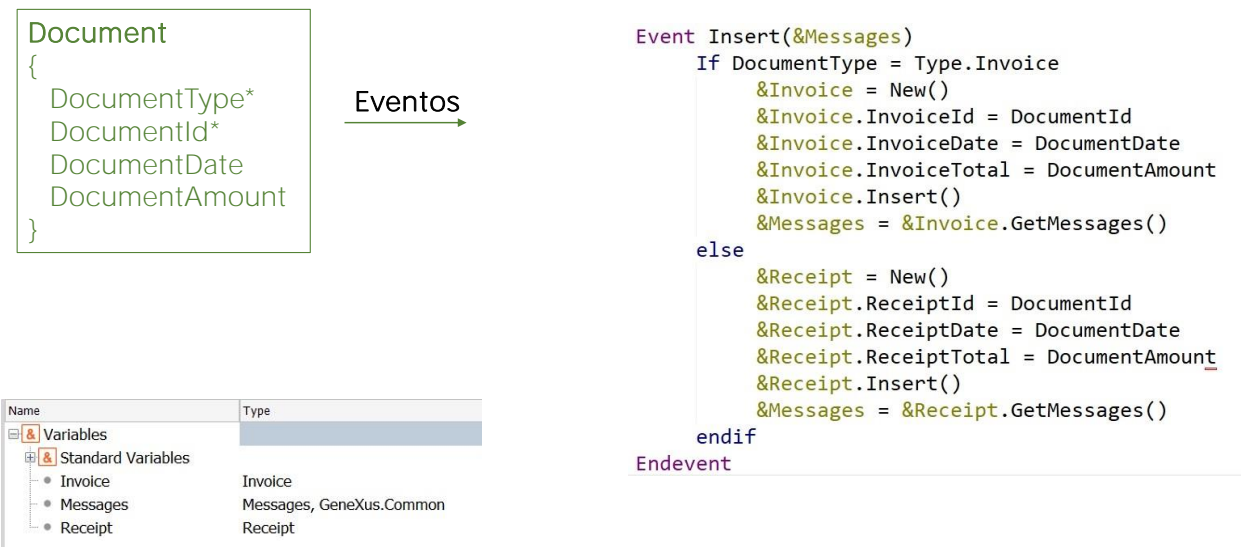 Document
{
DocumentType*
DocumentId*
DocumentDate
DocumentAmount
}
Eventos
Event Insert(&Messages)
If DocumentType = Type.Invoice
&Invoice = New()
&Invoice.InvoiceId = DocumentId
&Invoice.InvoiceDate = DocumentDate
&Invoice.InvoiceTotal = DocumentAmount
&Invoice.Insert()
&Messages = &Invoice.GetMessages()
else
&Receipt = New()
&Receipt.ReceiptId = DocumentId
&Receipt.ReceiptDate = DocumentDate
&Receipt.ReceiptTotal = DocumentAmount
&Receipt.Insert()
&Messages = &Receipt.GetMessages()
endif
Endevent
Name Type
& Variables
& Standard Variables
Invoice Invoice
Messages Messages, GeneXus.Common
Receipt Receipt